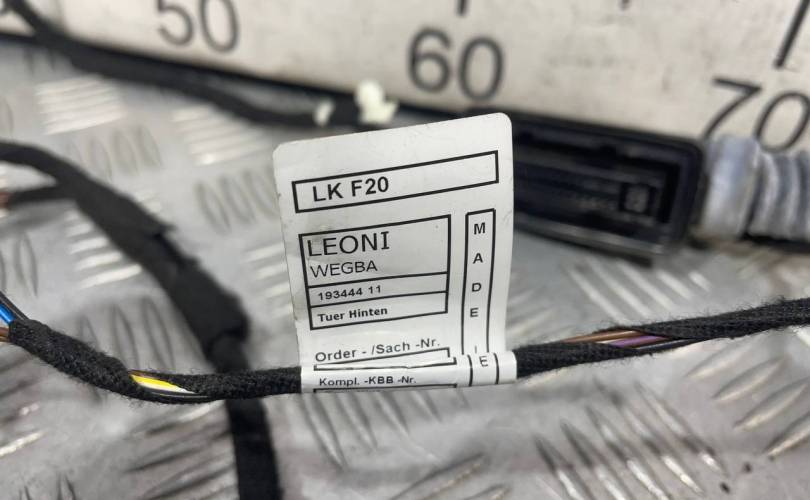 50
60
70
LK F20
LEONI
WEGBA
193444 11
Tuer Hinten
MADE
E
Order - /Sach -Nr.
Kompl. -KBB -Nr.